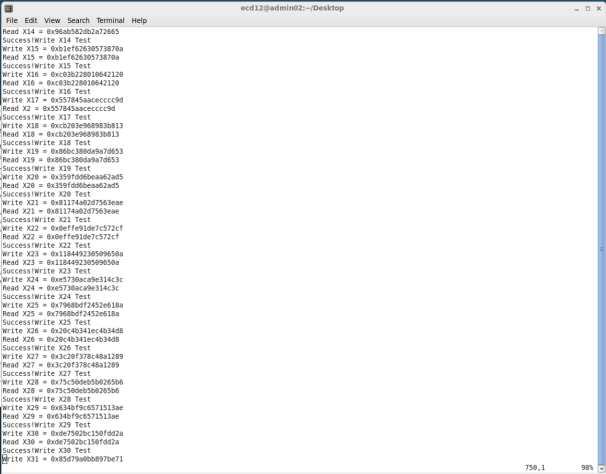 ecd12@admin02:~/Desktop
File Edit View Search Terminal Help
Read X14 = 0x96ab582db2a72665
Success!Write X14 Test
Write X15 = 0xb1ef62630573870a
Read X15 = 0xb1ef62630573870a
Success!Write X15 Test
Write X16 = 0xc03b228010642120
Read X16 = 0xc03b228010642120
Success!Write X16 Test
Write X17 = 0x557845aacecccc9d
Read X2 = 0x557845aacecccc9d
Success!Write X17 Test
Write X18 = 0xcb203e968983b813
Read X18 = 0xcb203e968983b813
Success!Write X18 Test
Write X19 = 0x86bc380da9a7d653
Read X19 = 0x86bc380da9a7d653
Success!Write X19 Test
Write X20 = 0x359fdd6beaa62ad5
Read X20 = 0x359fdd6beaa62ad5
Success!Write X20 Test
Write X21 = 0x81174a02d7563eae
Read X21 = 0x81174a02d7563eae
Success!Write X21 Test
Write X22 = 0x0effe91de7c572cf
Read X22 = 0x0effe91de7c572cf
Success!Write X22 Test
Write X23 = 0x118449230509650a
Read X23 = 0x118449230509650a
Success!Write X23 Test
Write X24 = 0xe5730aca9e314c3c
Read X24 = 0xe5730aca9e314c3c
Success!Write X24 Test
Write X25 = 0x7968bdf2452e618a
Read X25 = 0x7968bdf2452e618a
Success!Write X25 Test
Write X26 = 0x20c4b341ec4b34d8
Read X26 = 0x20c4b341ec4b34d8
Success!Write X26 Test
Write X27 = 0x3c20f378c48a1289
Read X27 = 0x3c20f378c48a1289
Success!Write X27 Test
Write X28 = 0x75c50deb5b0265b6
Read X28 = 0x75c50deb5b0265b6
Success!Write X28 Test
Write X29 = 0x634bf9c6571513ae
Read X29 = 0x634bf9c6571513ae
Success!Write X29 Test
Write X30 = 0xde7502bc150fdd2a
Read X30 = 0xde7502bc150fdd2a
Success!Write X30 Test
Write X31 = 0x85d79a0bb897be71
750,1 98%